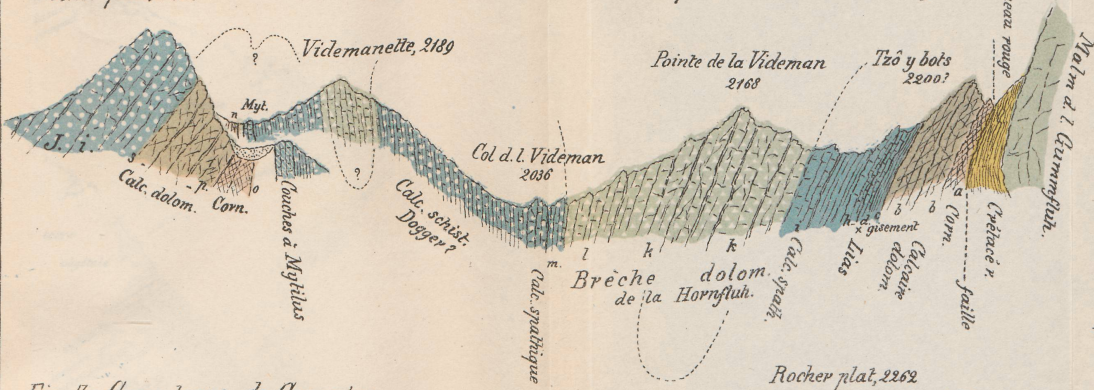 Videmanette, 2189
?
Myt.
n
J. i.
s.
Calc. dolom.
p.
Corn.
o
Couches à Mytilus
?
Calc. schist.
Dogger?
Col d. l. Videman
2036
m.
Calc. spathique
l
k
k
Brèche dolom.
de la Hornfluh.
Pointe de la Videman
2168
Tzô y bots
2200?
i
Calc. spath.
h. d. c
x gisement
Lias
b
b
Calcaire
dolom.
Corn.
a
Crétacé r.
faille
eau rouge
Malm d. l. Gummfluh.
Rocher plat, 2262